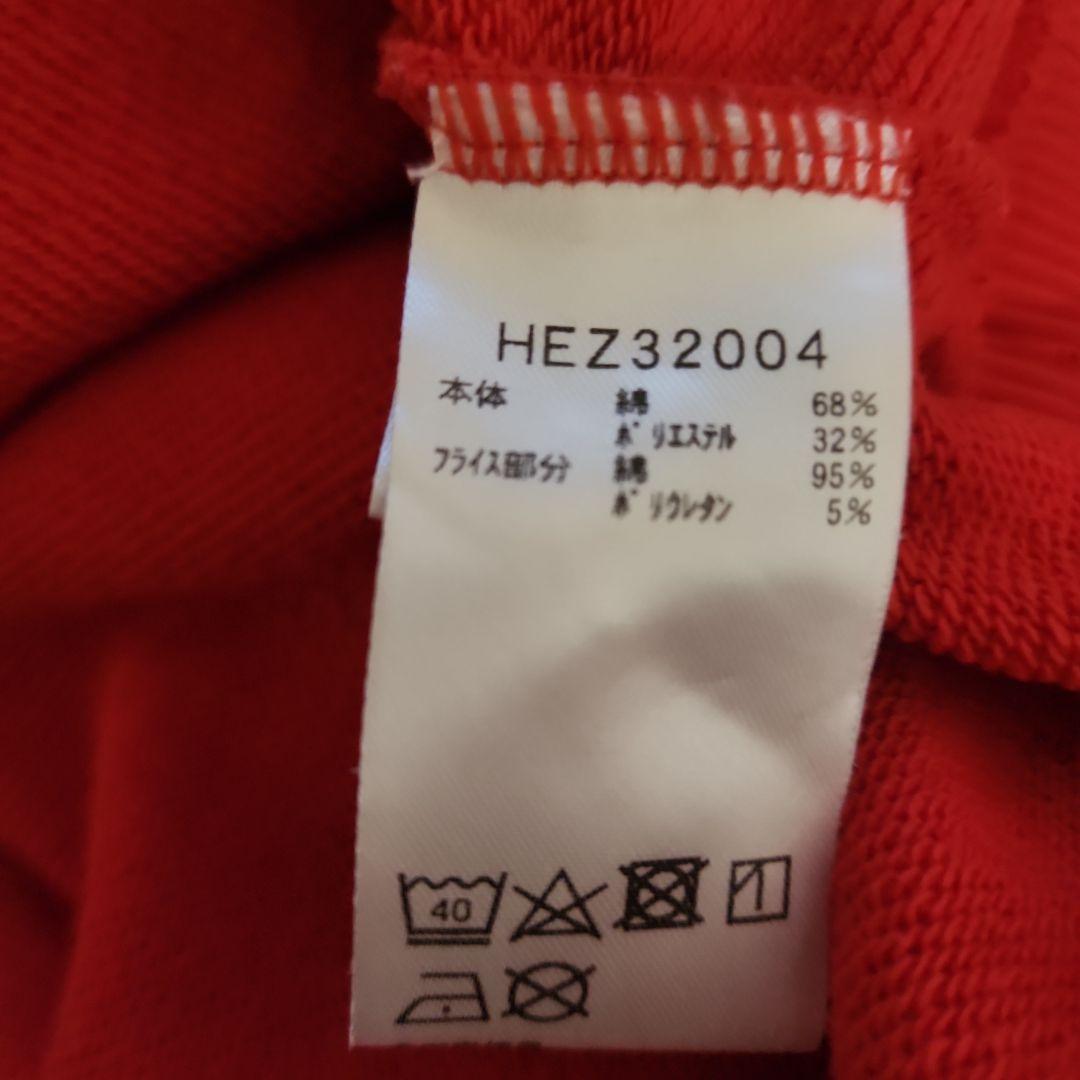 HEZ32004
本体 綿 68%
ポリエステル 32%
フライス部分 綿 95%
ポリウレタン 5%
40